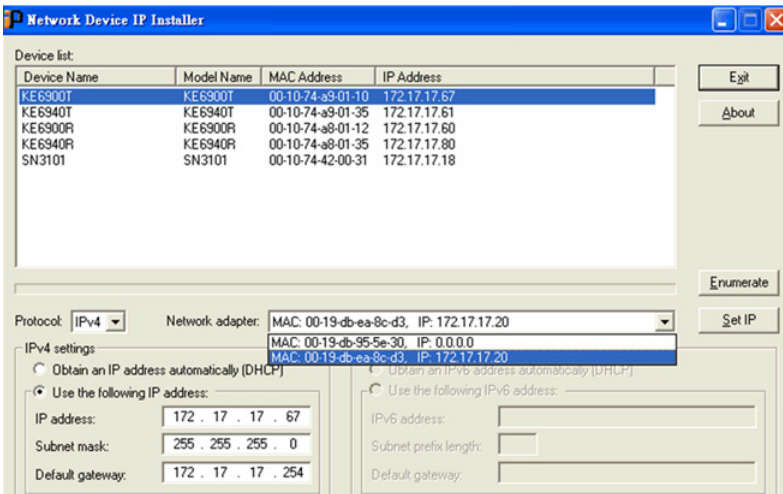 Network Device IP Installer
Device list:
Device Name Model Name MAC Address IP Address
KE6900T KE6900T 00-10-74-a9-01-10 172.17.17.67
KE6940T KE6940T 00-10-74-a9-01-35 172.17.17.61
KE6900R KE6900R 00-10-74-a8-01-12 172.17.17.60
KE6940R KE6940R 00-10-74-a8-01-35 172.17.17.80
SN3101 SN3101 00-10-74-42-00-31 172.17.17.18
Exit
About
Enumerate
Protocol: IPv4 Network adapter: MAC: 00-19-db-ea-8c-d3, IP: 172.17.17.20 Set IP
MAC: 00-19-db-95-5e-30, IP: 0.0.0.0
MAC: 00-19-db-ea-8c-d3, IP: 172.17.17.20
IPv4 settings
Obtain an IP address automatically (DHCP) Obtain an IPv6 address automatically (DHCP)
Use the following IP address: Use the following IPv6 address:
IP address: 172 . 17 . 17 . 67 IPv6 address:
Subnet mask: 255 . 255 . 255 . 0 Subnet prefix length:
Default gateway: 172 . 17 . 17 . 254 Default gateway: